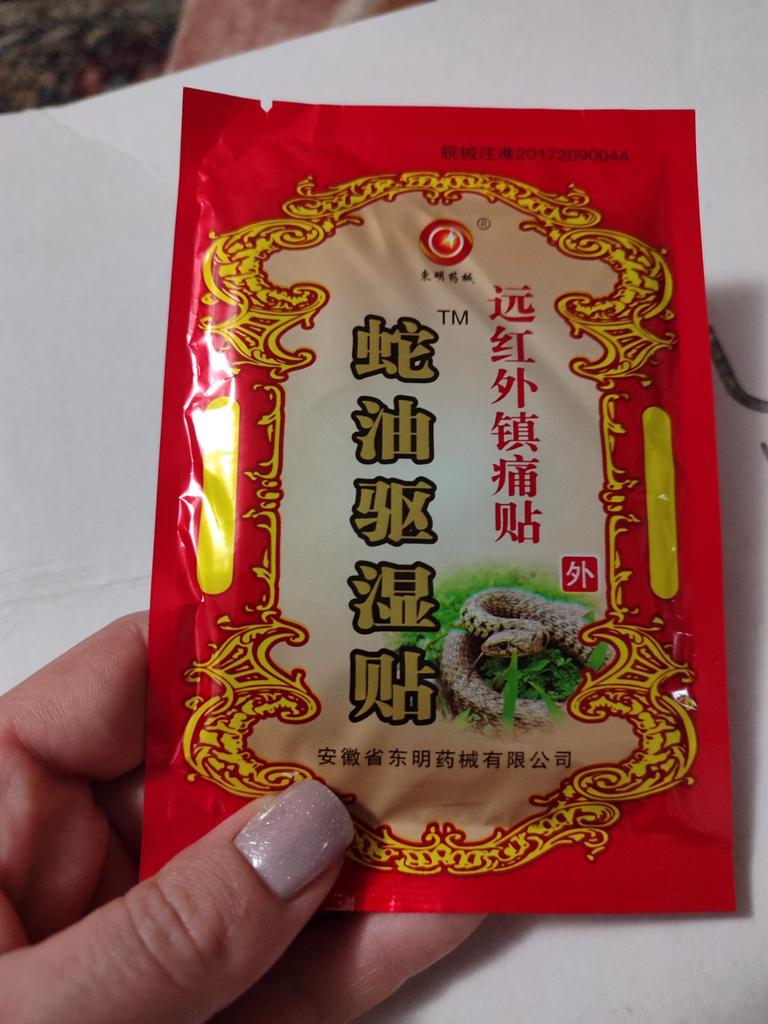 皖械注准20172090044
®
东明药械
TM
远红外镇痛贴
蛇油驱湿贴
外
安徽省东明药械有限公司